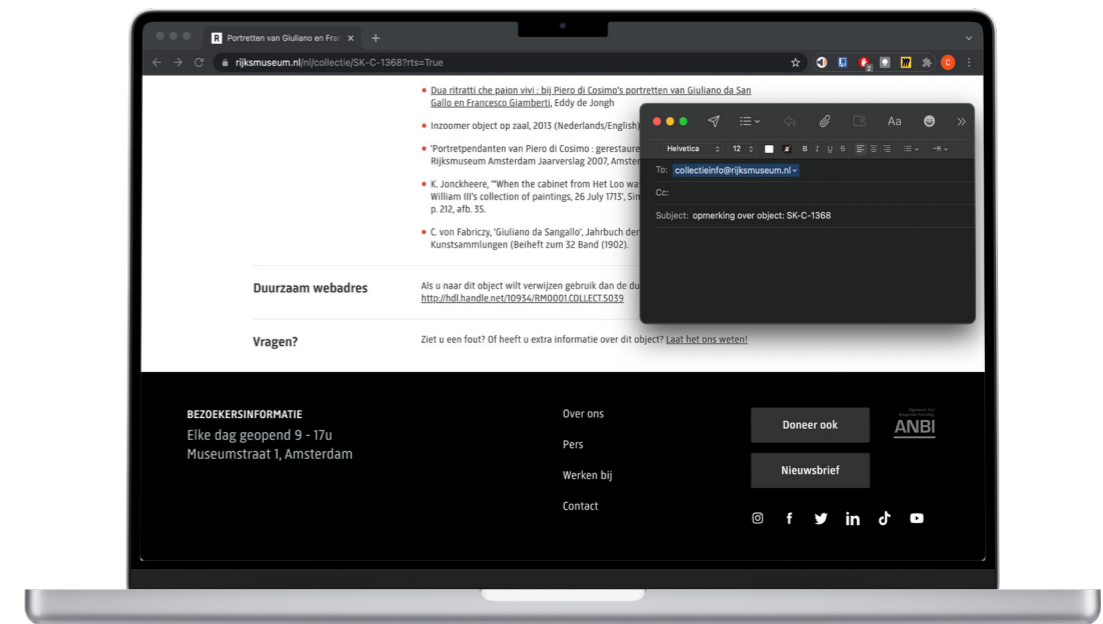 Portretten van Giuliano en Fran
rijksmuseum.nl/nl/collectie/SK-C-1368?rts=True
Dua ritratti che paion vivi : bij Piero di Cosimo's portretten van Giuliano da San
Gallo en Francesco Giamberti, Eddy de Jongh
Inzoomer object op zaal, 2013 (Nederlands/English)
'Portretpendanten van Piero di Cosimo : gerestaure
Rijksmuseum Amsterdam Jaarverslag 2007, Amster
K. Jonckheere, '"When the cabinet from Het Loo wa
William III's collection of paintings, 26 July 1713', Sin
p. 212, afb. 35.
C. von Fabriczy, 'Giuliano da Sangallo', Jahrbuch der
Kunstsammlungen (Beiheft zum 32 Band (1902).
Duurzaam webadres
Als u naar dit object wilt verwijzen gebruik dan de du
http://hdl.handle.net/10934/RM0001.COLLECT.5039
Vragen?
Ziet u een fout? Of heeft u extra informatie over dit object? Laat het ons weten!
Aa
Helvetica 12 a B I U S
To: collectieinfo@rijksmuseum.nl
Cc:
Subject: opmerking over object: SK-C-1368
BEZOEKERSINFORMATIE
Elke dag geopend 9 - 17u
Museumstraat 1, Amsterdam
Over ons
Pers
Werken bij
Contact
Doneer ook
Nieuwsbrief
ANBI